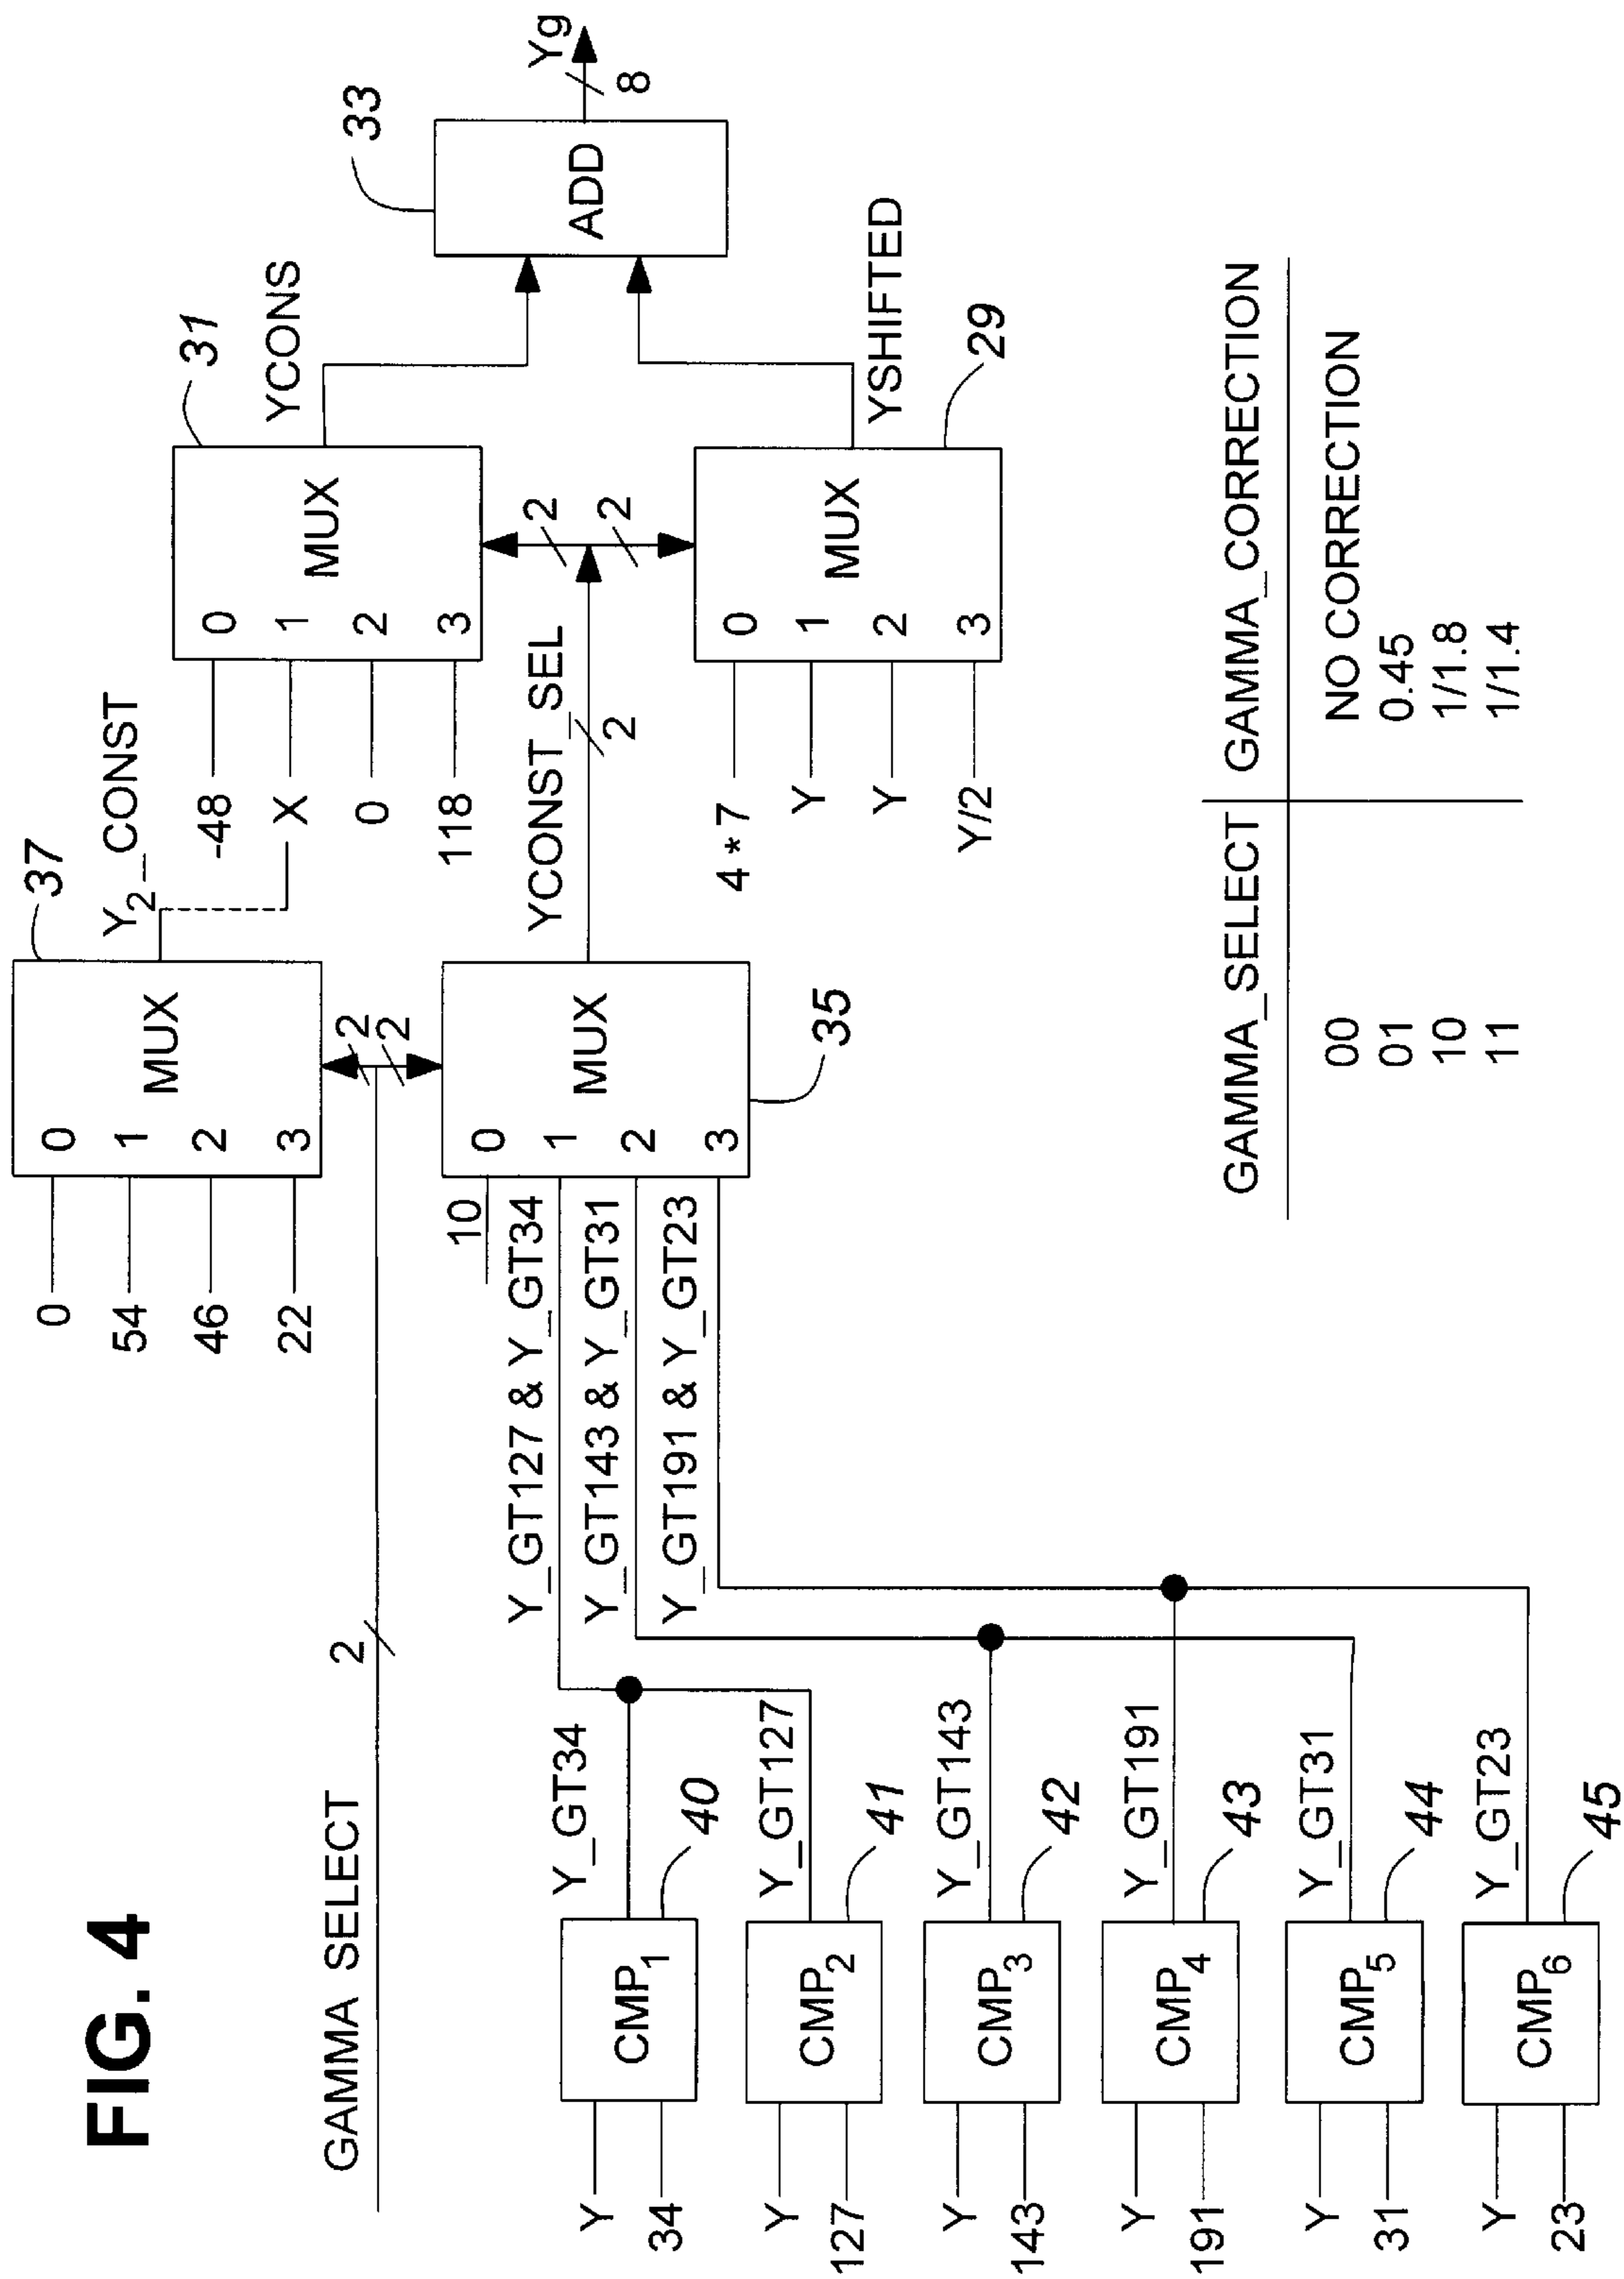 FIG. 4
GAMMA SELECT
2
0
54
46
22
0
1
2
3
MUX
37
Y2_CONST
2
2
10
Y_GT127 & Y_GT34
Y_GT143 & Y_GT31
Y_GT191 & Y_GT23
0
1
2
3
MUX
35
YCONST_SEL
2
-48
X
0
118
0
1
2
3
MUX
31
YCONS
2
2
4 * 7
Y
Y
Y/2
0
1
2
3
MUX
29
YSHIFTED
ADD
33
Yg
8
Y
34
CMP1
40
Y_GT34
Y
127
CMP2
41
Y_GT127
Y
143
CMP3
42
Y_GT143
Y
191
CMP4
43
Y_GT191
Y
31
CMP5
44
Y_GT31
Y
23
CMP6
45
Y_GT23
GAMMA_SELECT GAMMA_CORRECTION
00 NO CORRECTION
01 0.45
10 1/1.8
11 1/1.4